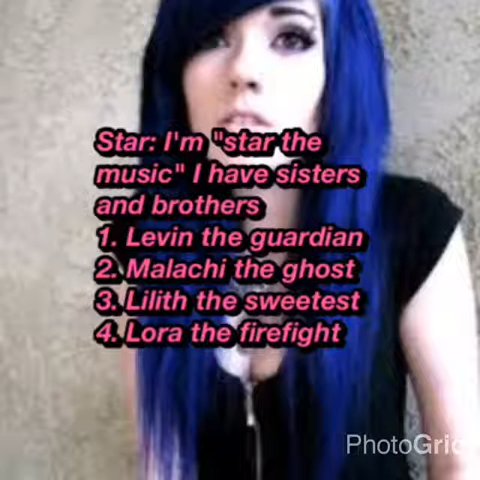 Star: I'm "star the
music" I have sisters
and brothers
1. Levin the guardian
2. Malachi the ghost
3. Lilith the sweetest
4. Lora the firefight
PhotoGrid